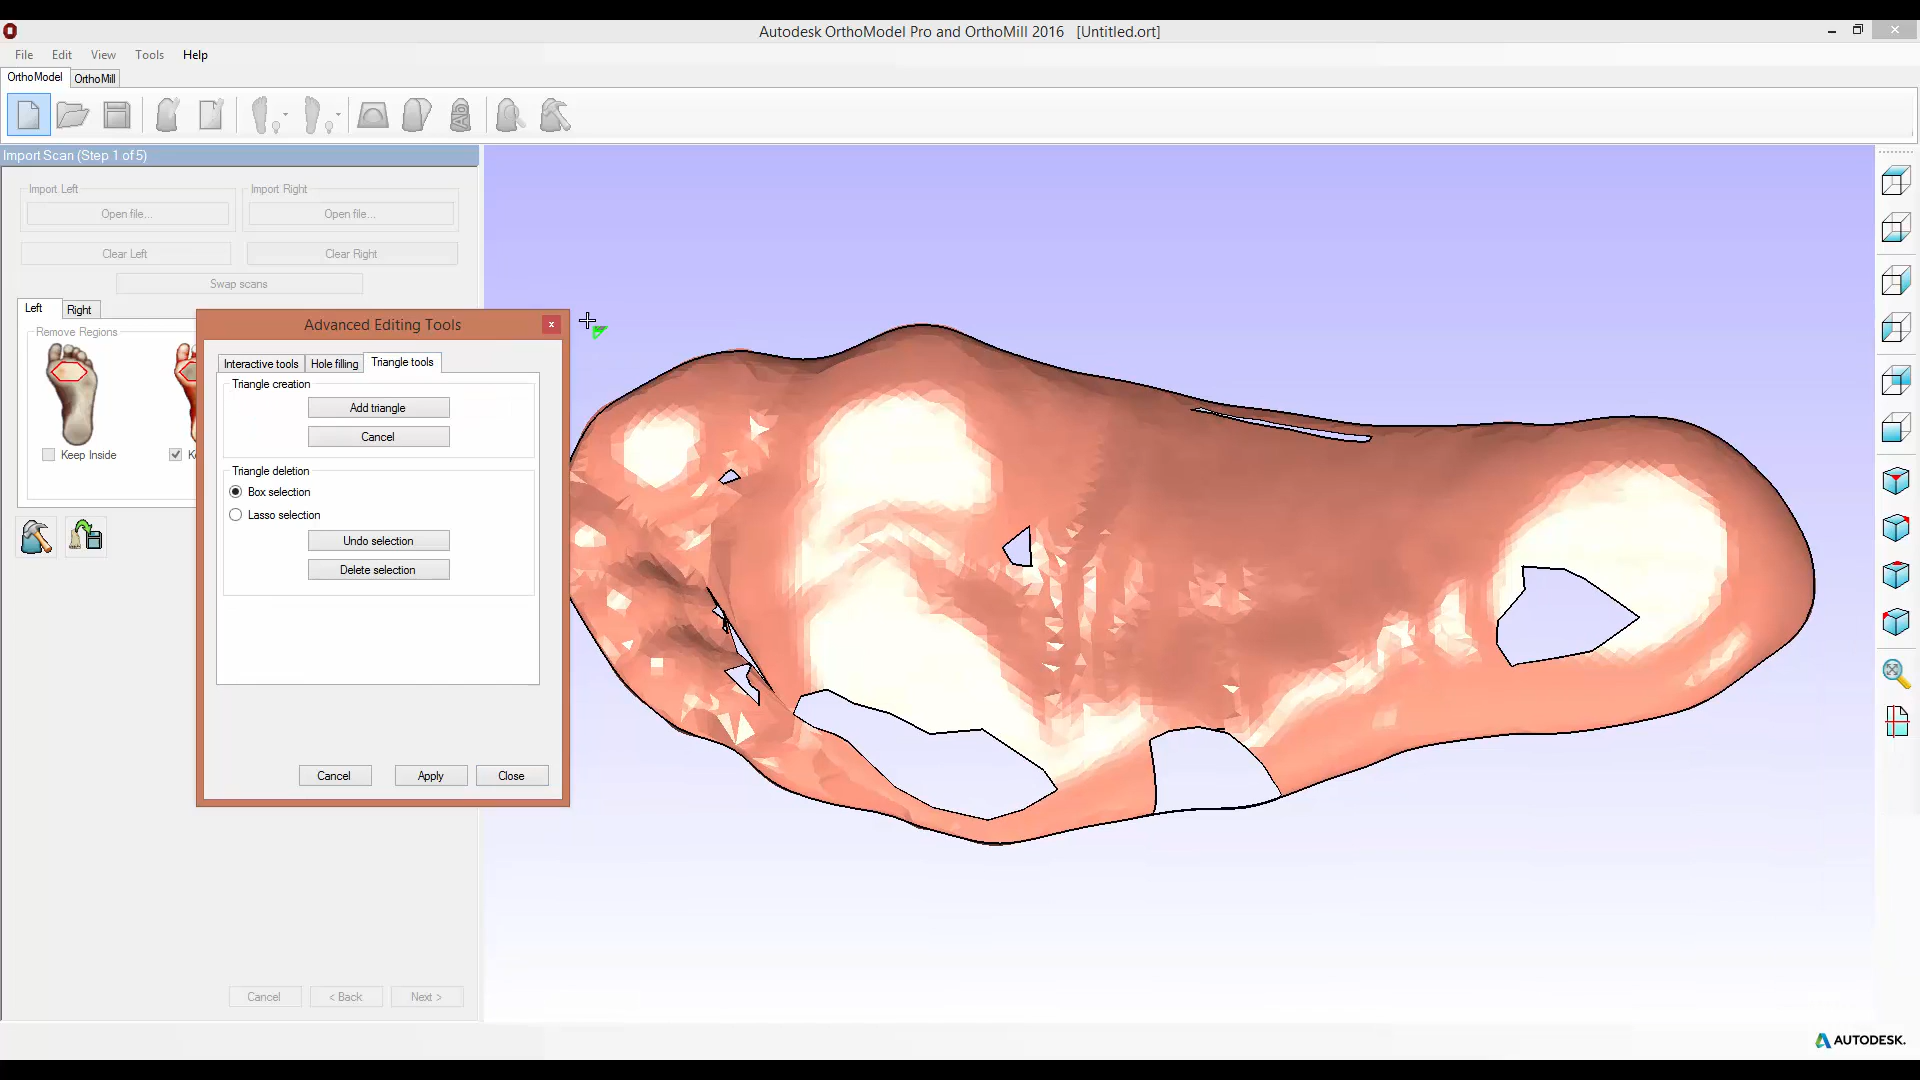 Autodesk OrthoModel Pro and OrthoMill 2016 [Untitled.ort]
File Edit View Tools Help
OrthoModel OrthoMill
Import Scan (Step 1 of 5)
Import Left Import Right
Open file... Open file...
Clear Left Clear Right
Swap scans
Left Right
Remove Regions
Keep Inside
Advanced Editing Tools
Interactive tools Hole filling Triangle tools
Triangle creation
Add triangle
Cancel
Triangle deletion
Box selection
Lasso selection
Undo selection
Delete selection
Cancel Apply Close
Cancel < Back Next >
AUTODESK.